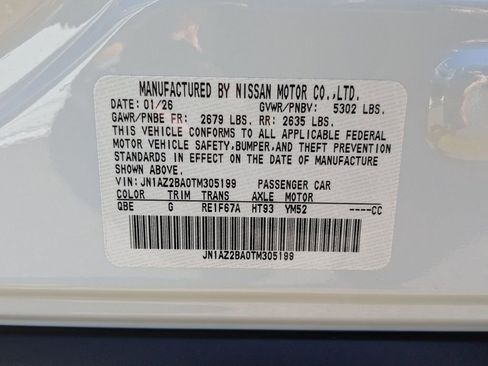 MANUFACTURED BY NISSAN MOTOR CO.,LTD.
DATE: 01/26 GVWR/PNBV: 5302 LBS.
GAWR/PNBE FR: 2679 LBS. RR: 2635 LBS.
THIS VEHICLE CONFORMS TO ALL APPLICABLE FEDERAL
MOTOR VEHICLE SAFETY,BUMPER,AND THEFT PREVENTION
STANDARDS IN EFFECT ON THE DATE OF MANUFACTURE
SHOWN ABOVE.
VIN: JN1AZ2BA0TM305199 PASSENGER CAR
COLOR TRIM TRANS AXLE MOTOR
QBE G RE1F67A HT93 YM52 ----CC
JN1AZ2BA0TM305199